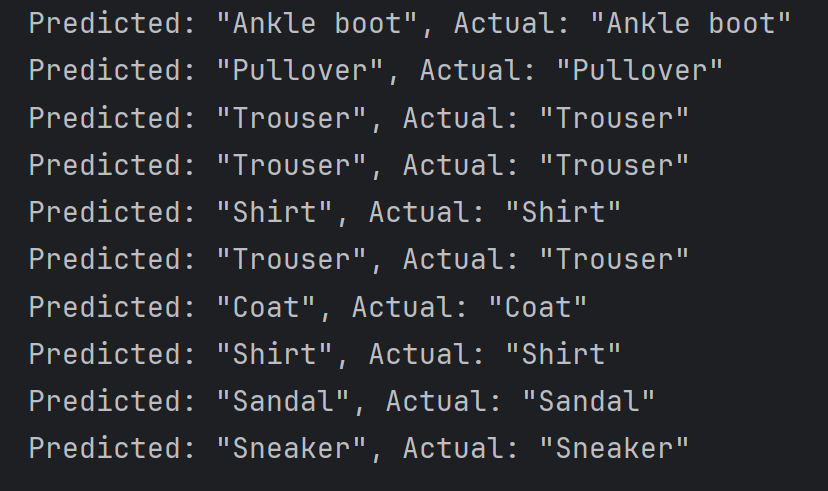 Predicted: "Ankle boot", Actual: "Ankle boot"
Predicted: "Pullover", Actual: "Pullover"
Predicted: "Trouser", Actual: "Trouser"
Predicted: "Trouser", Actual: "Trouser"
Predicted: "Shirt", Actual: "Shirt"
Predicted: "Trouser", Actual: "Trouser"
Predicted: "Coat", Actual: "Coat"
Predicted: "Shirt", Actual: "Shirt"
Predicted: "Sandal", Actual: "Sandal"
Predicted: "Sneaker", Actual: "Sneaker"